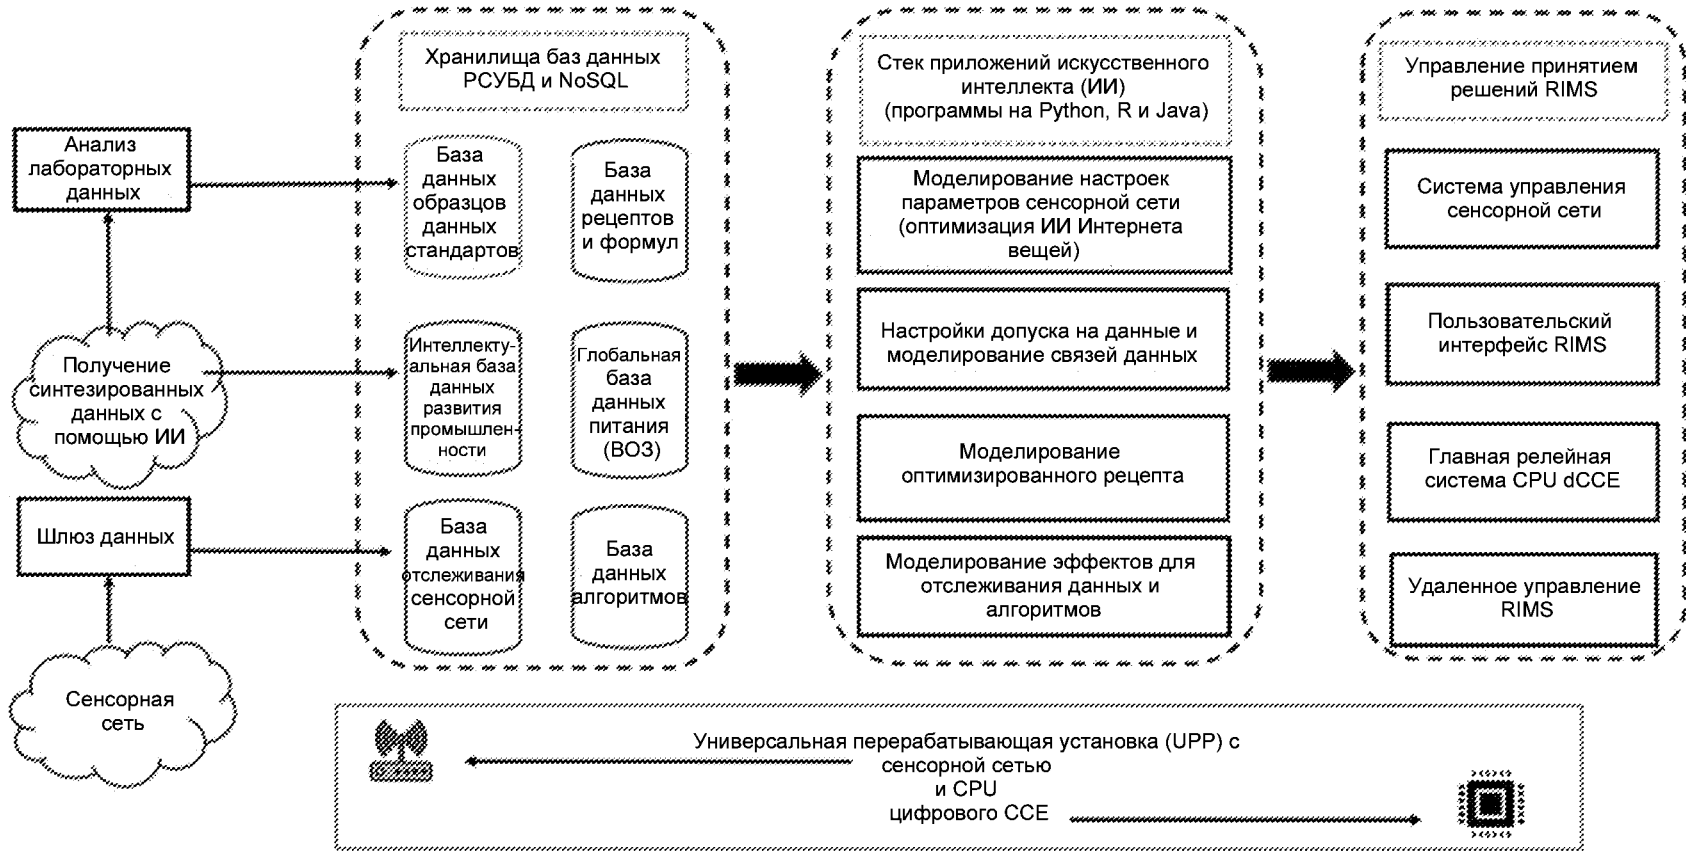 Анализ
лабораторных
данных
Получение
синтезированных
данных с
помощью ИИ
Шлюз данных
Сенсорная
сеть
Хранилища баз данных
РСУБД и NoSQL
База
данных
образцов
данных
стандартов
База
данных
рецептов
и формул
Интеллекту-
альная база
данных
развития
промышлен-
ности
Глобальная
база
данных
питания
(ВОЗ)
База
данных
отслеживания
сенсорной
сети
База
данных
алгоритмов
Стек приложений искусственного
интеллекта (ИИ)
(программы на Python, R и Java)
Моделирование настроек
параметров сенсорной сети
(оптимизация ИИ Интернета
вещей)
Настройки допуска на данные и
моделирование связей данных
Моделирование
оптимизированного рецепта
Моделирование эффектов для
отслеживания данных и
алгоритмов
Управление принятием
решений RIMS
Система управления
сенсорной сети
Пользовательский
интерфейс RIMS
Главная релейная
система CPU dCCE
Удаленное управление
RIMS
Универсальная перерабатывающая установка (UPP) с
сенсорной сетью
и CPU
цифрового CCE